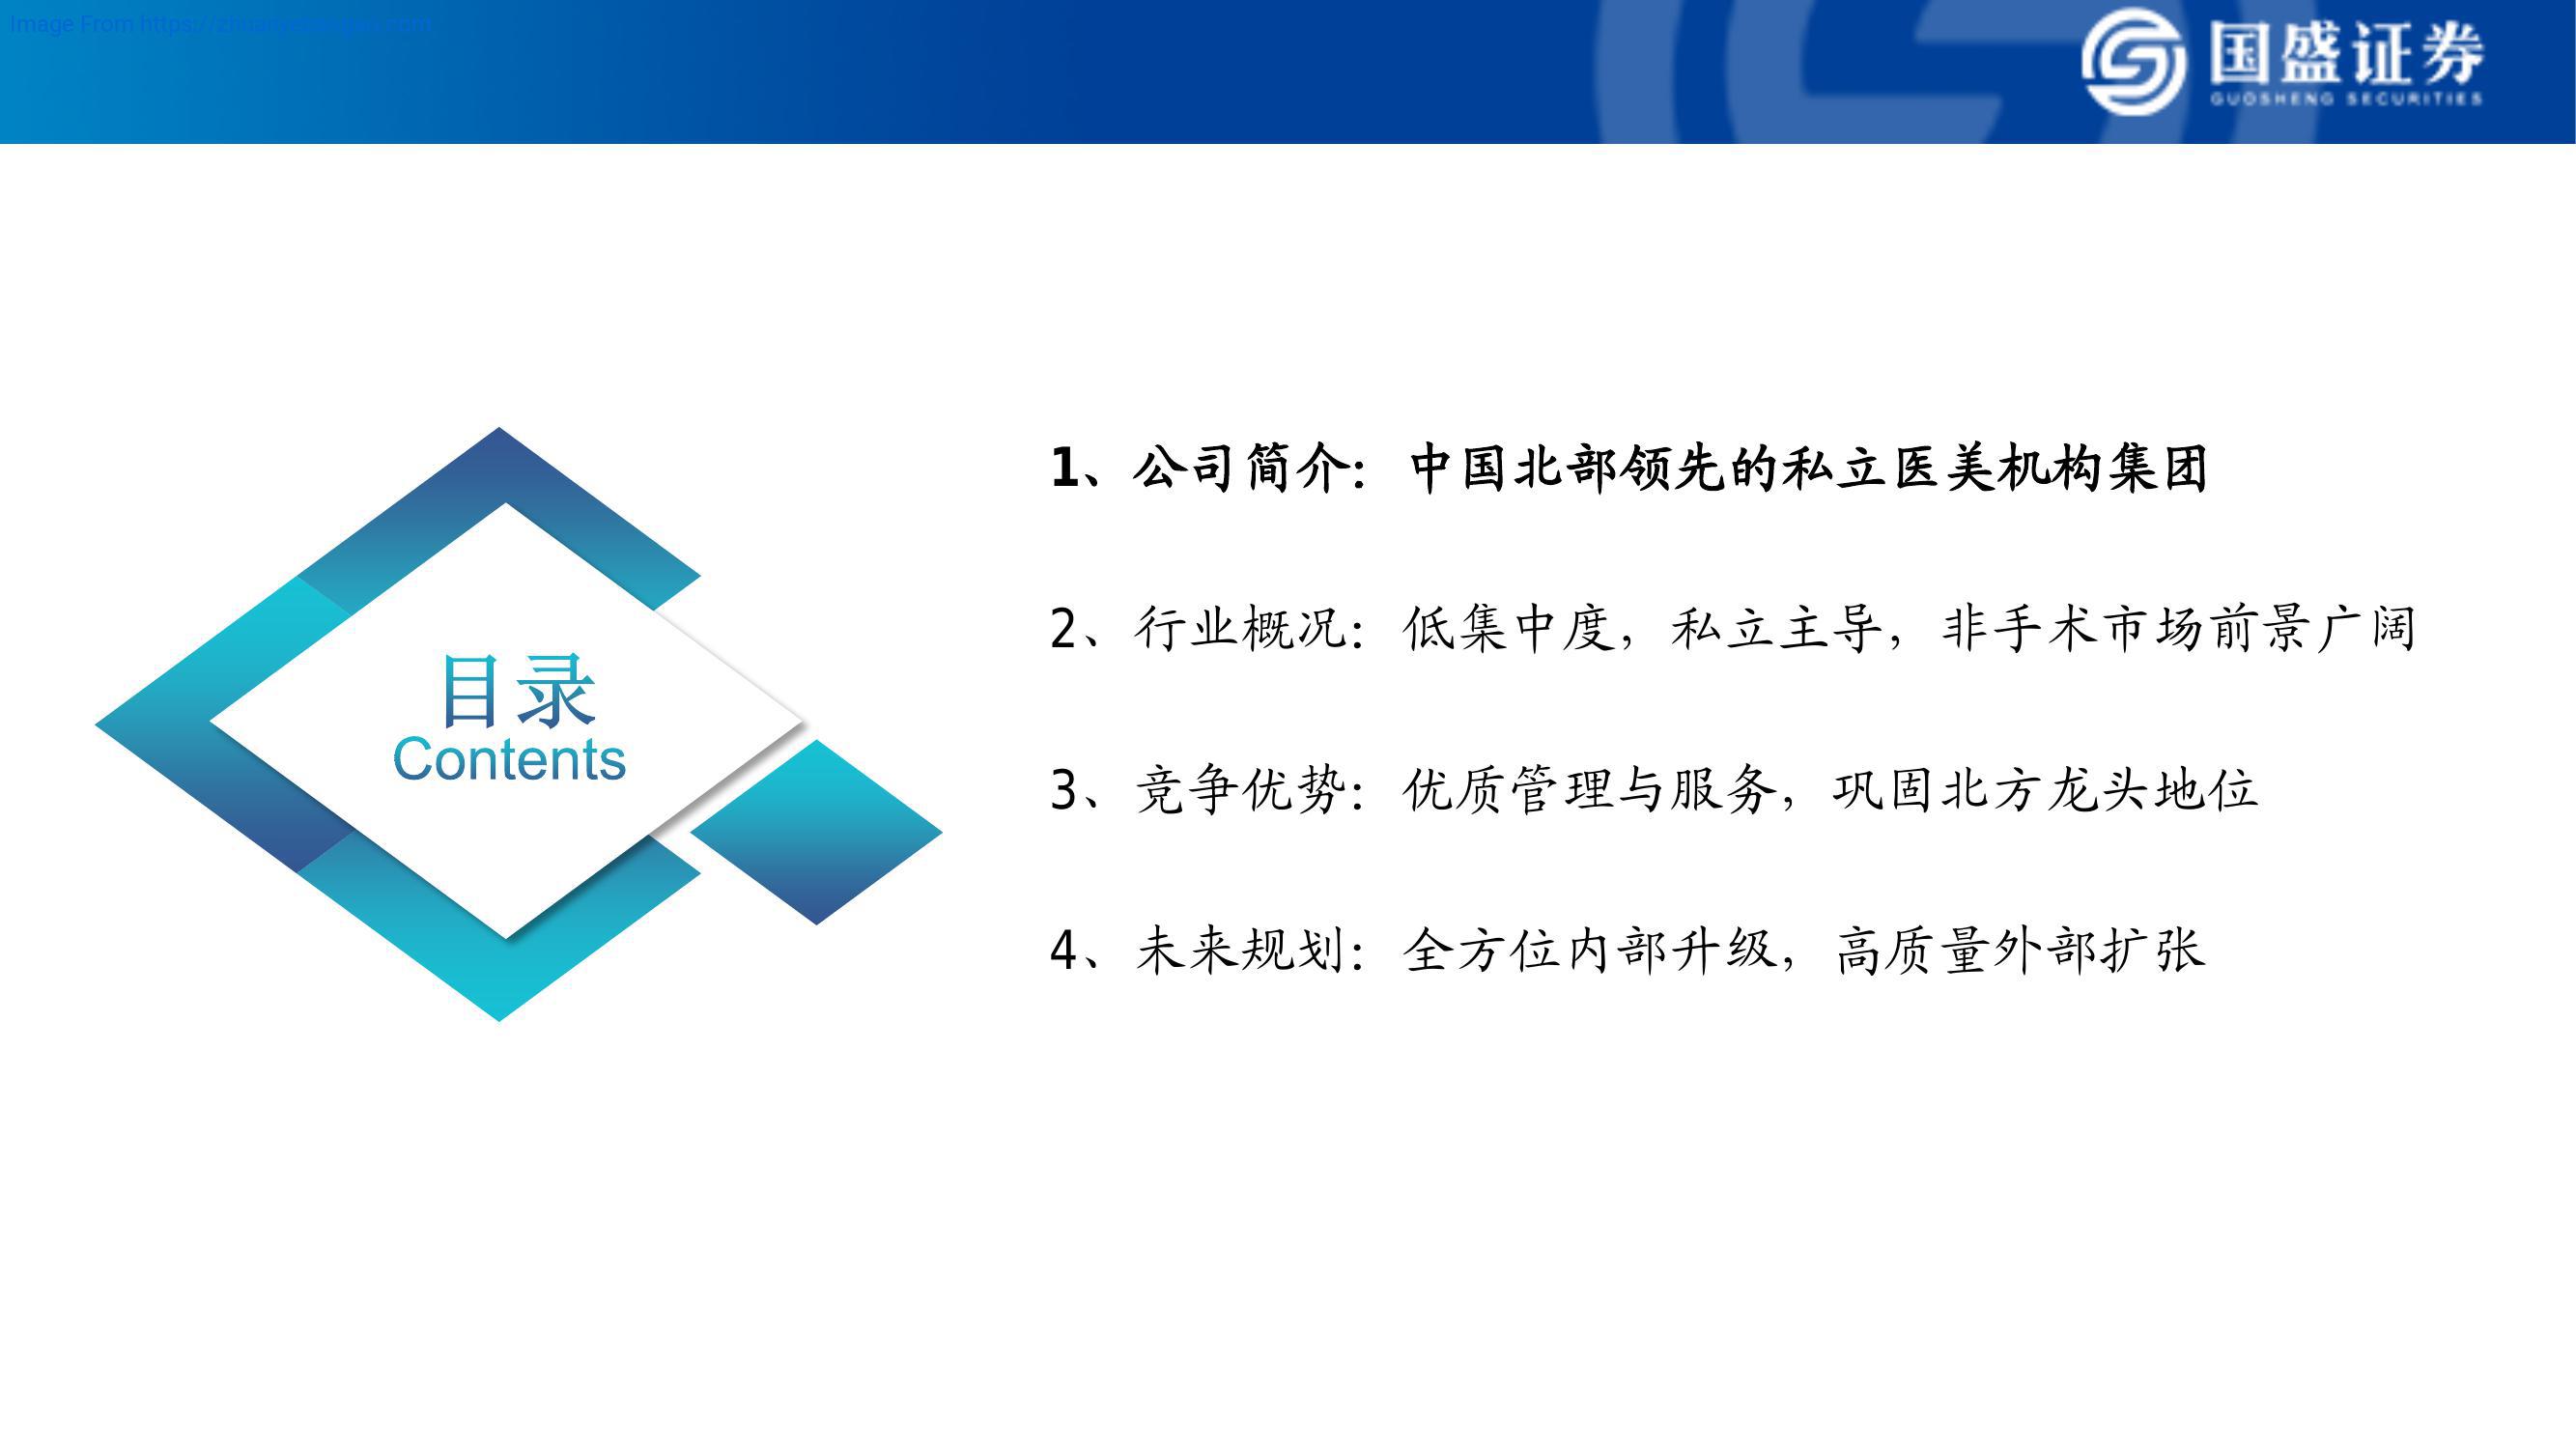 Image From https://
国盛证券
GUOSHENG SECURITIES
目录
Contents
1、公司简介：中国北部领先的私立医美机构集团
2、行业概况：低集中度，私立主导，非手术市场前景广阔
3、竞争优势：优质管理与服务，巩固北方龙头地位
4、未来规划：全方位内部升级，高质量外部扩张